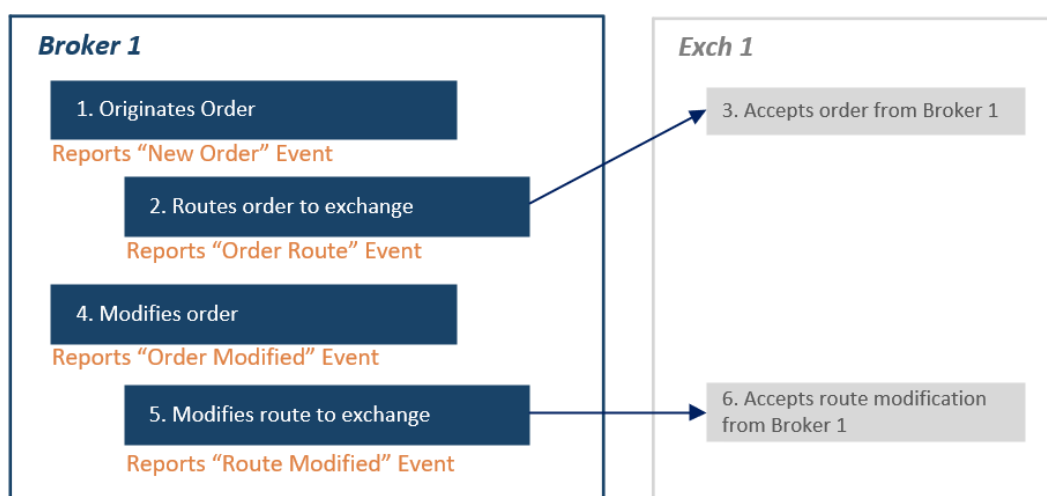 Broker 1
Exch 1
1. Originates Order
3. Accepts order from Broker 1
Reports “New Order” Event
2. Routes order to exchange
Reports “Order Route” Event
4. Modifies order
Reports “Order Modified” Event
5. Modifies route to exchange
6. Accepts route modification
from Broker 1
Reports “Route Modified” Event